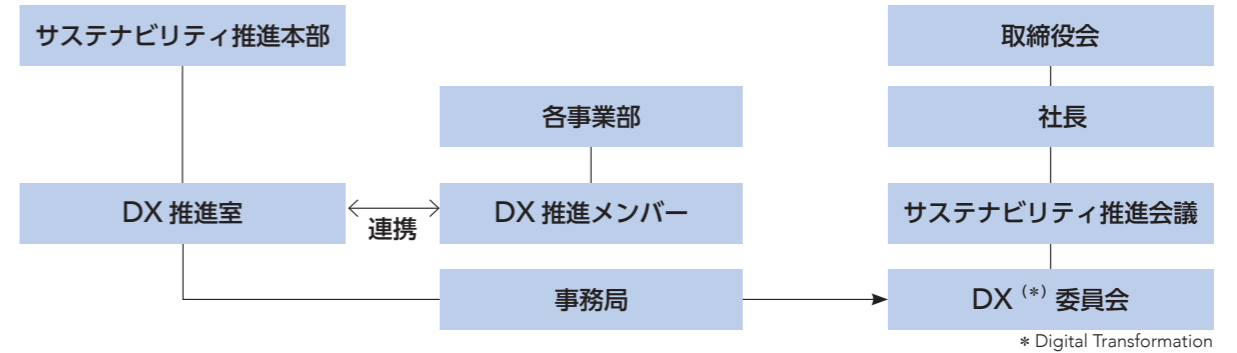 サステナビリティ推進本部
取締役会
各事業部
社長
DX 推進室
連携
DX 推進メンバー
サステナビリティ推進会議
事務局
DX (*) 委員会
* Digital Transformation